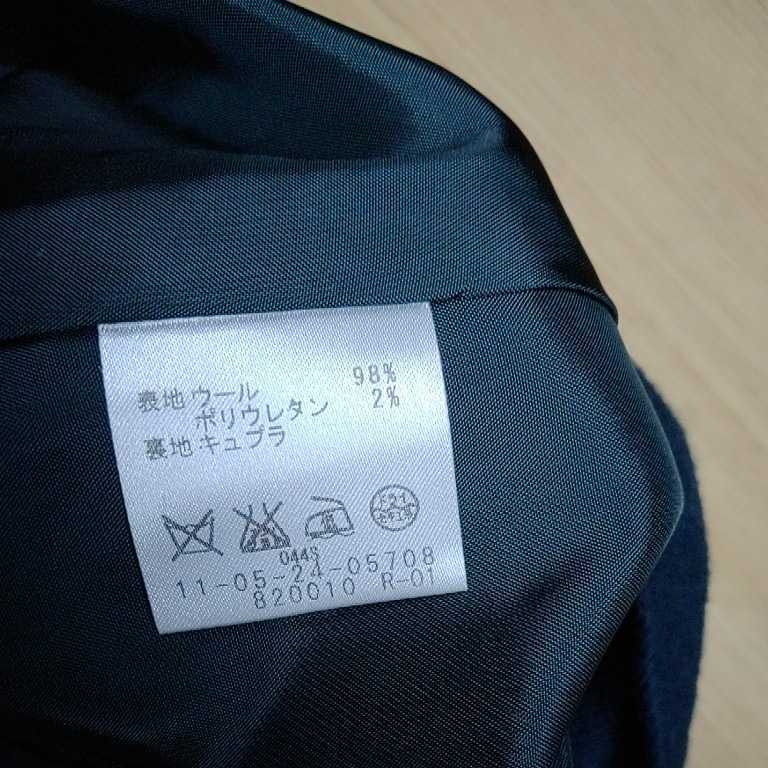 表地 ウール 98%
ポリウレタン 2%
裏地 キュプラ
044S
11-05-24-05708
820010 R-01